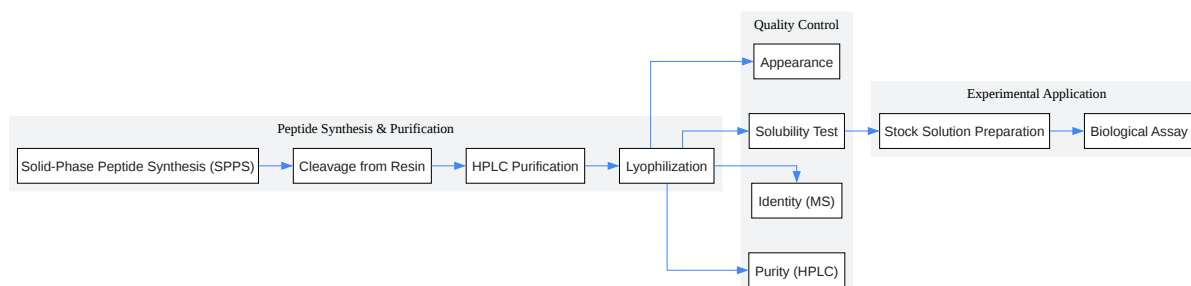 Peptide Synthesis & Purification
Solid-Phase Peptide Synthesis (SPPS)
Cleavage from Resin
HPLC Purification
Lyophilization
Quality Control
Appearance
Solubility Test
Identity (MS)
Purity (HPLC)
Experimental Application
Stock Solution Preparation
Biological Assay